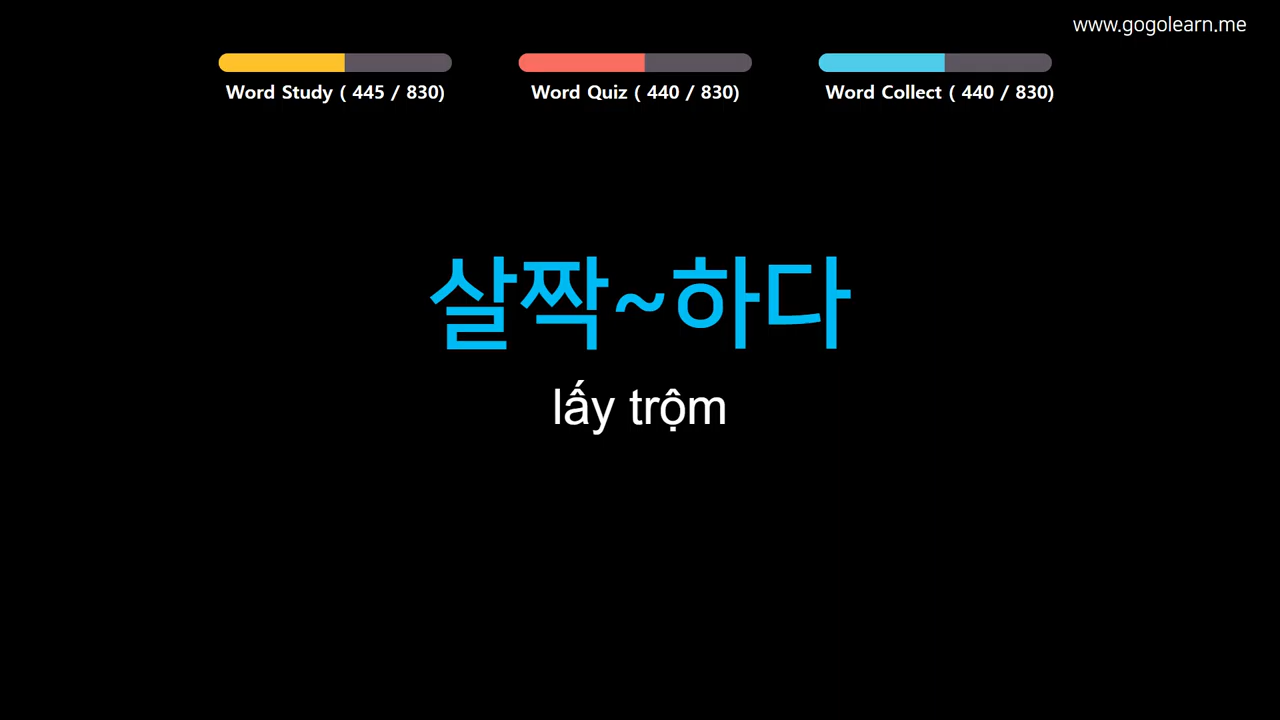 www.gogolearn.me
Word Study ( 445 / 830)
Word Quiz ( 440 / 830)
Word Collect ( 440 / 830)
살짝~하다
lấy trộm